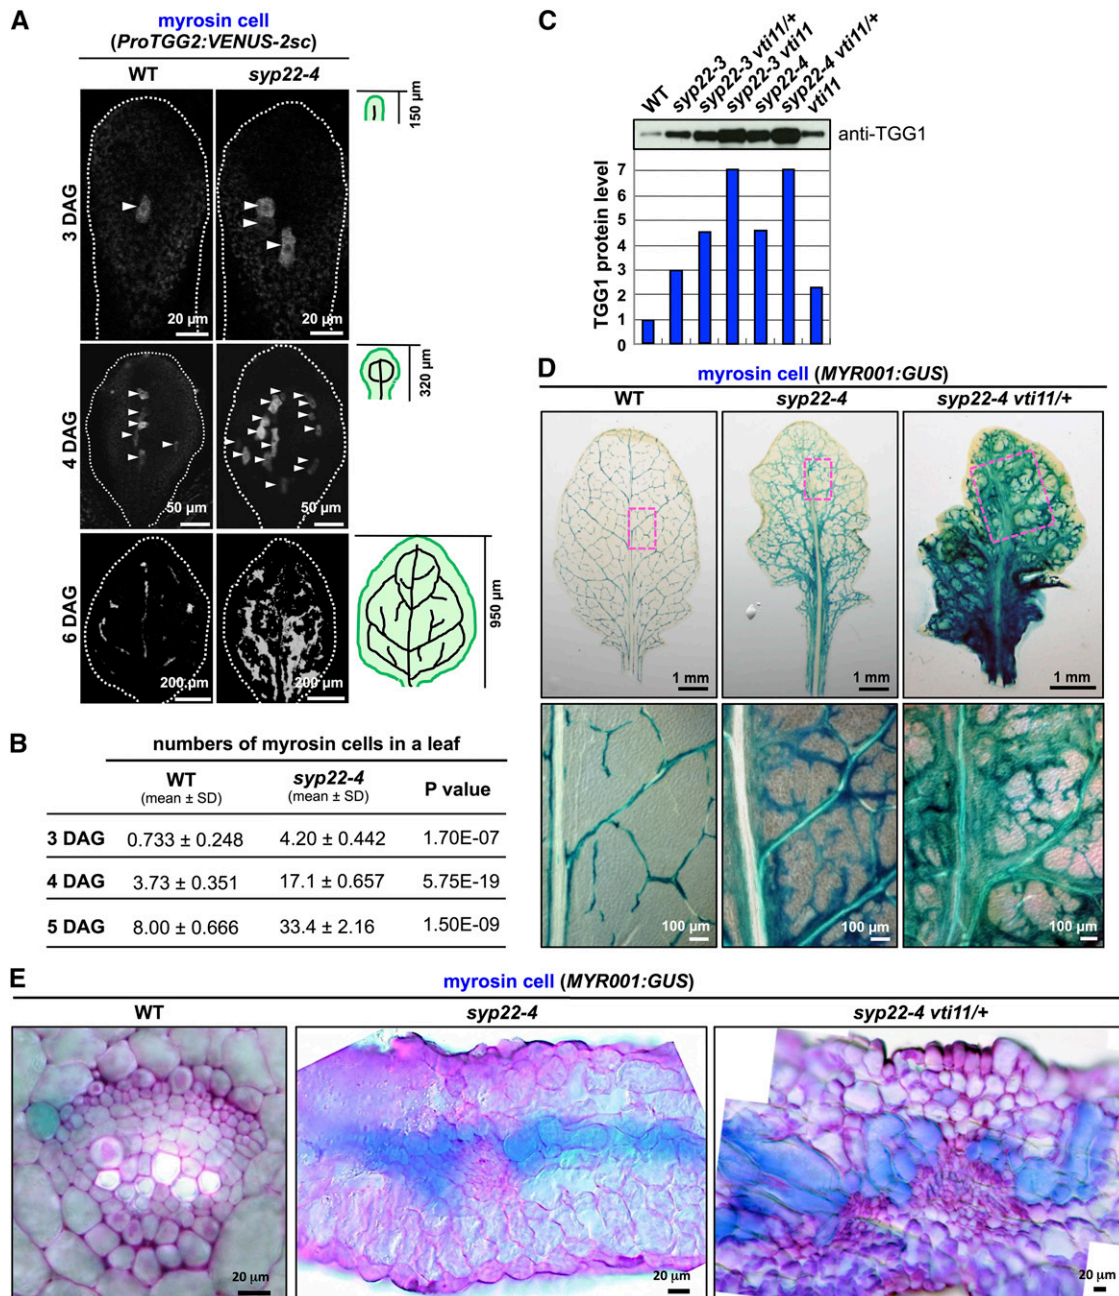 A
myrosin cell
(ProTGG2:VENUS-2sc)
WT
syp22-4
3 DAG
20 µm
20 µm
150 µm
4 DAG
50 µm
50 µm
320 µm
6 DAG
200 µm
200 µm
950 µm
B
numbers of myrosin cells in a leaf
WT syp22-4 P value
(mean ± SD) (mean ± SD)
3 DAG 0.733 ± 0.248 4.20 ± 0.442 1.70E-07
4 DAG 3.73 ± 0.351 17.1 ± 0.657 5.75E-19
5 DAG 8.00 ± 0.666 33.4 ± 2.16 1.50E-09
C
WT
syp22-3
syp22-3 vti11/+
syp22-3 vti11
syp22-4
syp22-4 vti11/+
vti11
anti-TGG1
TGG1 protein level
7
6
5
4
3
2
1
0
D
myrosin cell (MYR001:GUS)
WT
syp22-4
syp22-4 vti11/+
1 mm
1 mm
1 mm
100 µm
100 µm
100 µm
E
myrosin cell (MYR001:GUS)
WT
syp22-4
syp22-4 vti11/+
20 µm
20 µm
20 µm